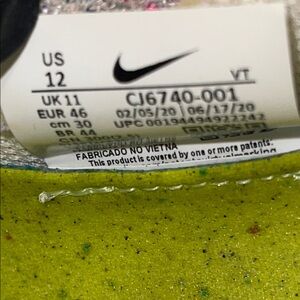 US
12
VT
UK 11
EUR 46
cm 30
BR 44
CJ6740-001
02/05/20 06/17/20
UPC
FABRICADO NO VIETNA
This product is covered by one or more patents.